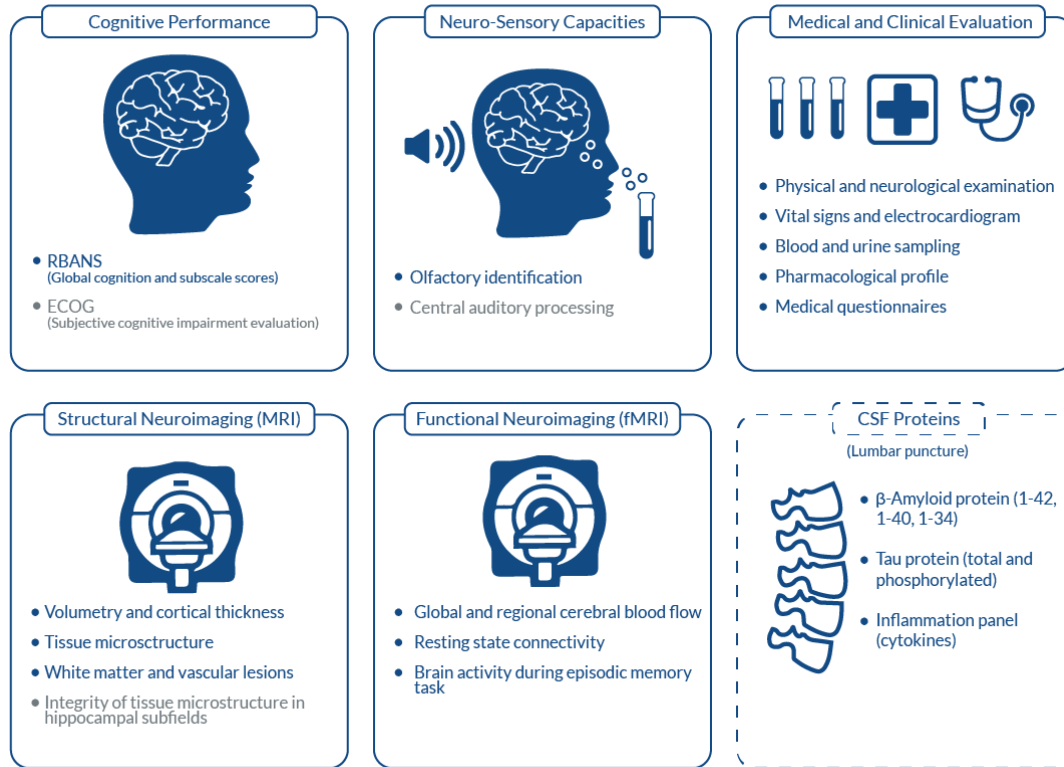 Cognitive Performance
• RBANS
(Global cognition and subscale scores)
• ECOG
(Subjective cognitive impairment evaluation)
Neuro-Sensory Capacities
• Olfactory identification
• Central auditory processing
Medical and Clinical Evaluation
• Physical and neurological examination
• Vital signs and electrocardiogram
• Blood and urine sampling
• Pharmacological profile
• Medical questionnaires
Structural Neuroimaging (MRI)
• Volumetry and cortical thickness
• Tissue microsctructure
• White matter and vascular lesions
• Integrity of tissue microstructure in
hippocampal subfields
Functional Neuroimaging (fMRI)
• Global and regional cerebral blood flow
• Resting state connectivity
• Brain activity during episodic memory
task
CSF Proteins
(Lumbar puncture)
• β-Amyloid protein (1-42,
1-40, 1-34)
• Tau protein (total and
phosphorylated)
• Inflammation panel
(cytokines)